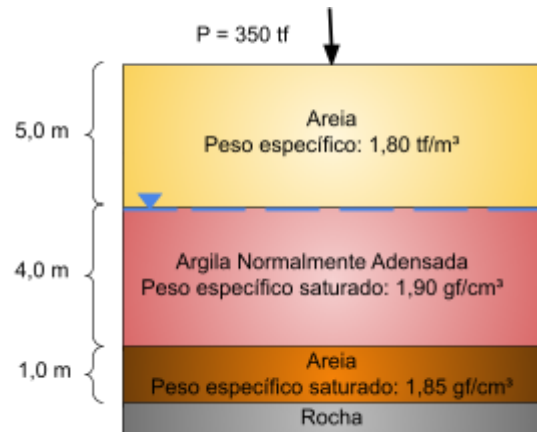 P = 350 tf
5,0 m
Areia
Peso específico: 1,80 tf/m³
4,0 m
Argila Normalmente Adensada
Peso específico saturado: 1,90 gf/cm³
1,0 m
Areia
Peso específico saturado: 1,85 gf/cm³
Rocha